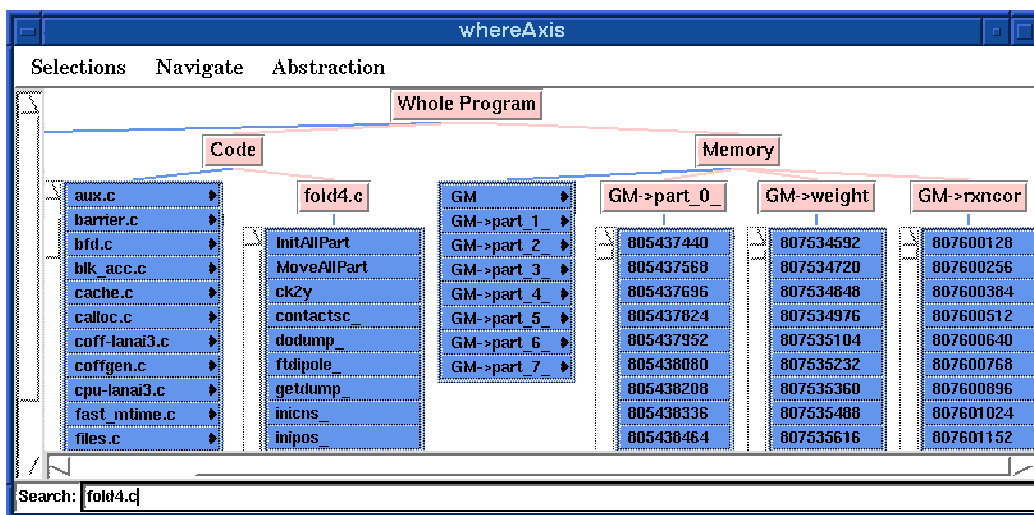 whereAxis
Selections Navigate Abstraction
Whole Program
Code
Memory
aux.c
barrier.c
bfd.c
blk_acc.c
cache.c
calloc.c
coff-lanai3.c
coffgen.c
cpu-lanai3.c
fast_mtime.c
files.c
fold4.c
InitAllPart
MoveAllPart
ck2y
contactsc_
dodump_
ftdipole_
getdump_
inicns_
inipos_
GM
GM->part_1_
GM->part_2_
GM->part_3_
GM->part_4_
GM->part_5_
GM->part_6_
GM->part_7_
GM->part_0_
805437440
805437568
805437696
805437824
805437952
805438080
805438208
805438336
805438464
GM->weight
807534592
807534720
807534848
807534976
807535104
807535232
807535360
807535488
807535616
GM->rxncor
807600128
807600256
807600384
807600512
807600640
807600768
807600896
807601024
807601152
Search: fold4.c